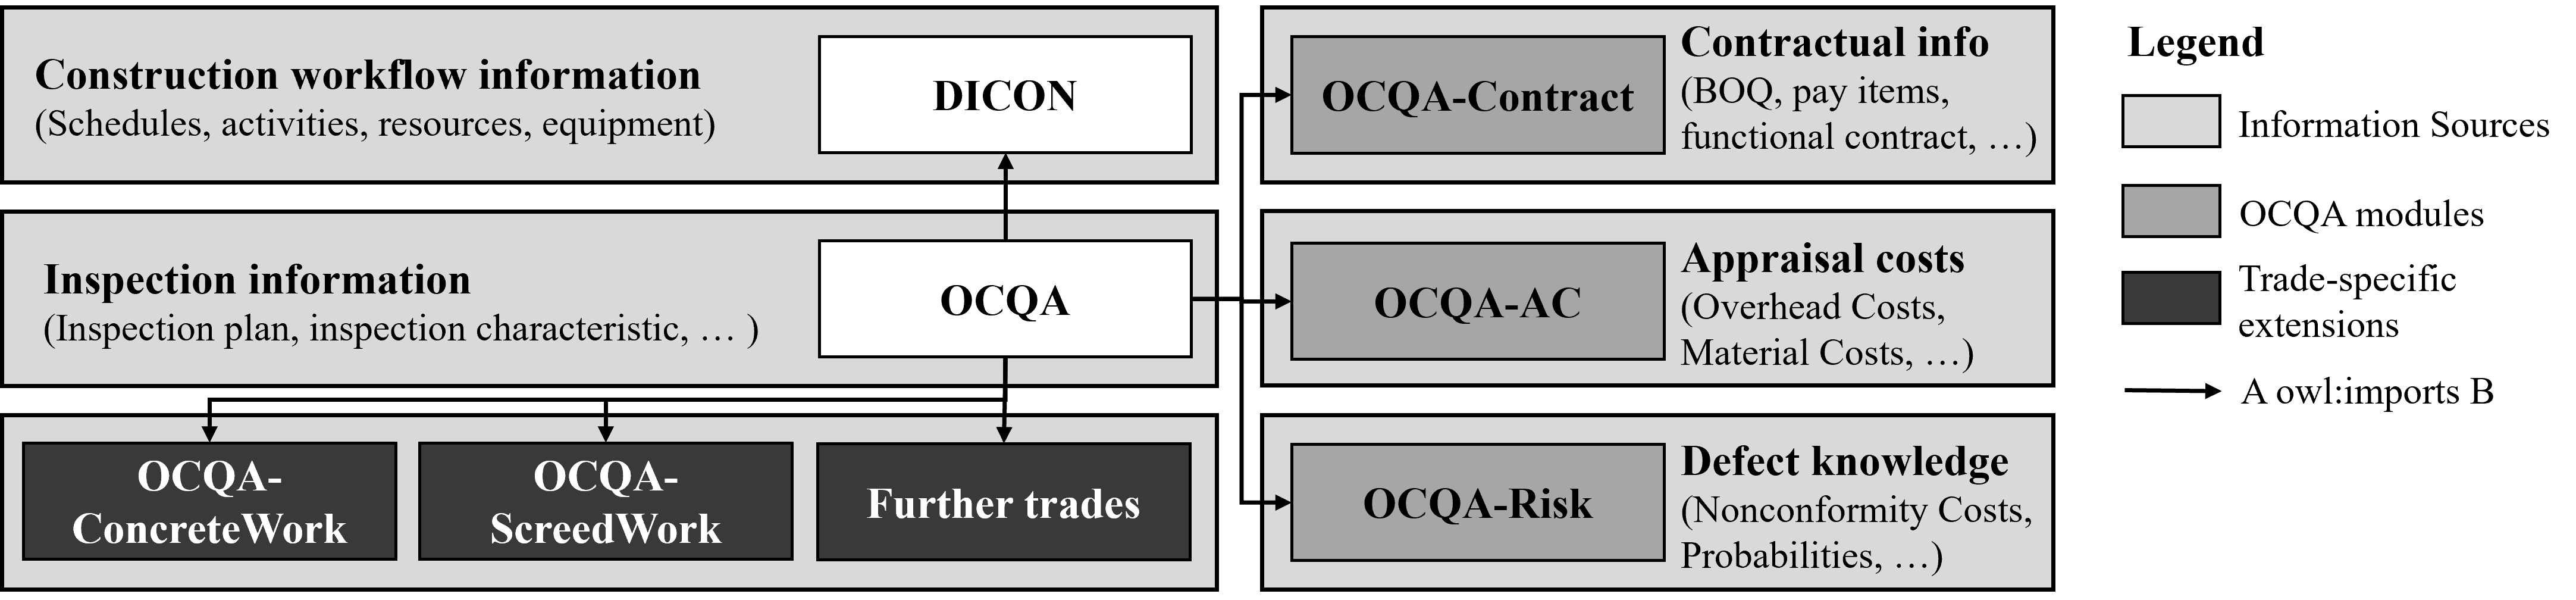 Construction workflow information
(Schedules, activities, resources, equipment)
DICON
Inspection information
(Inspection plan, inspection characteristic, … )
OCQA
OCQA-
ConcreteWork
OCQA-
ScreedWork
Further trades
OCQA-Contract
Contractual info
(BOQ, pay items,
functional contract, …)
OCQA-AC
Appraisal costs
(Overhead Costs,
Material Costs, …)
OCQA-Risk
Defect knowledge
(Nonconformity Costs,
Probabilities, …)
Legend
Information Sources
OCQA modules
Trade-specific
extensions
A owl:imports B